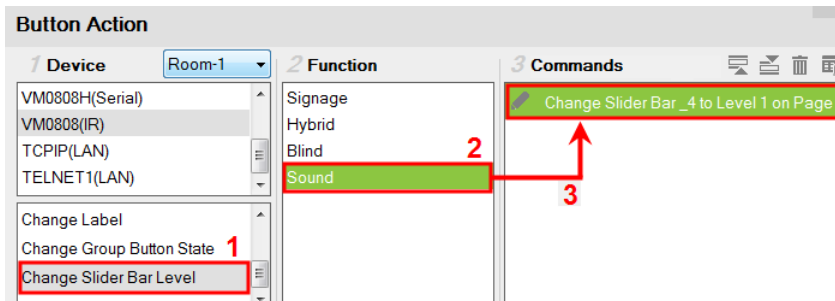 Button Action
1 Device Room-1
2 Function
3 Commands
VM0808H(Serial)
VM0808(IR)
TCPIP(LAN)
TELNET1(LAN)
Change Label
Change Group Button State 1
Change Slider Bar Level
Signage
Hybrid
Blind 2
Sound
Change Slider Bar _4 to Level 1 on Page
3